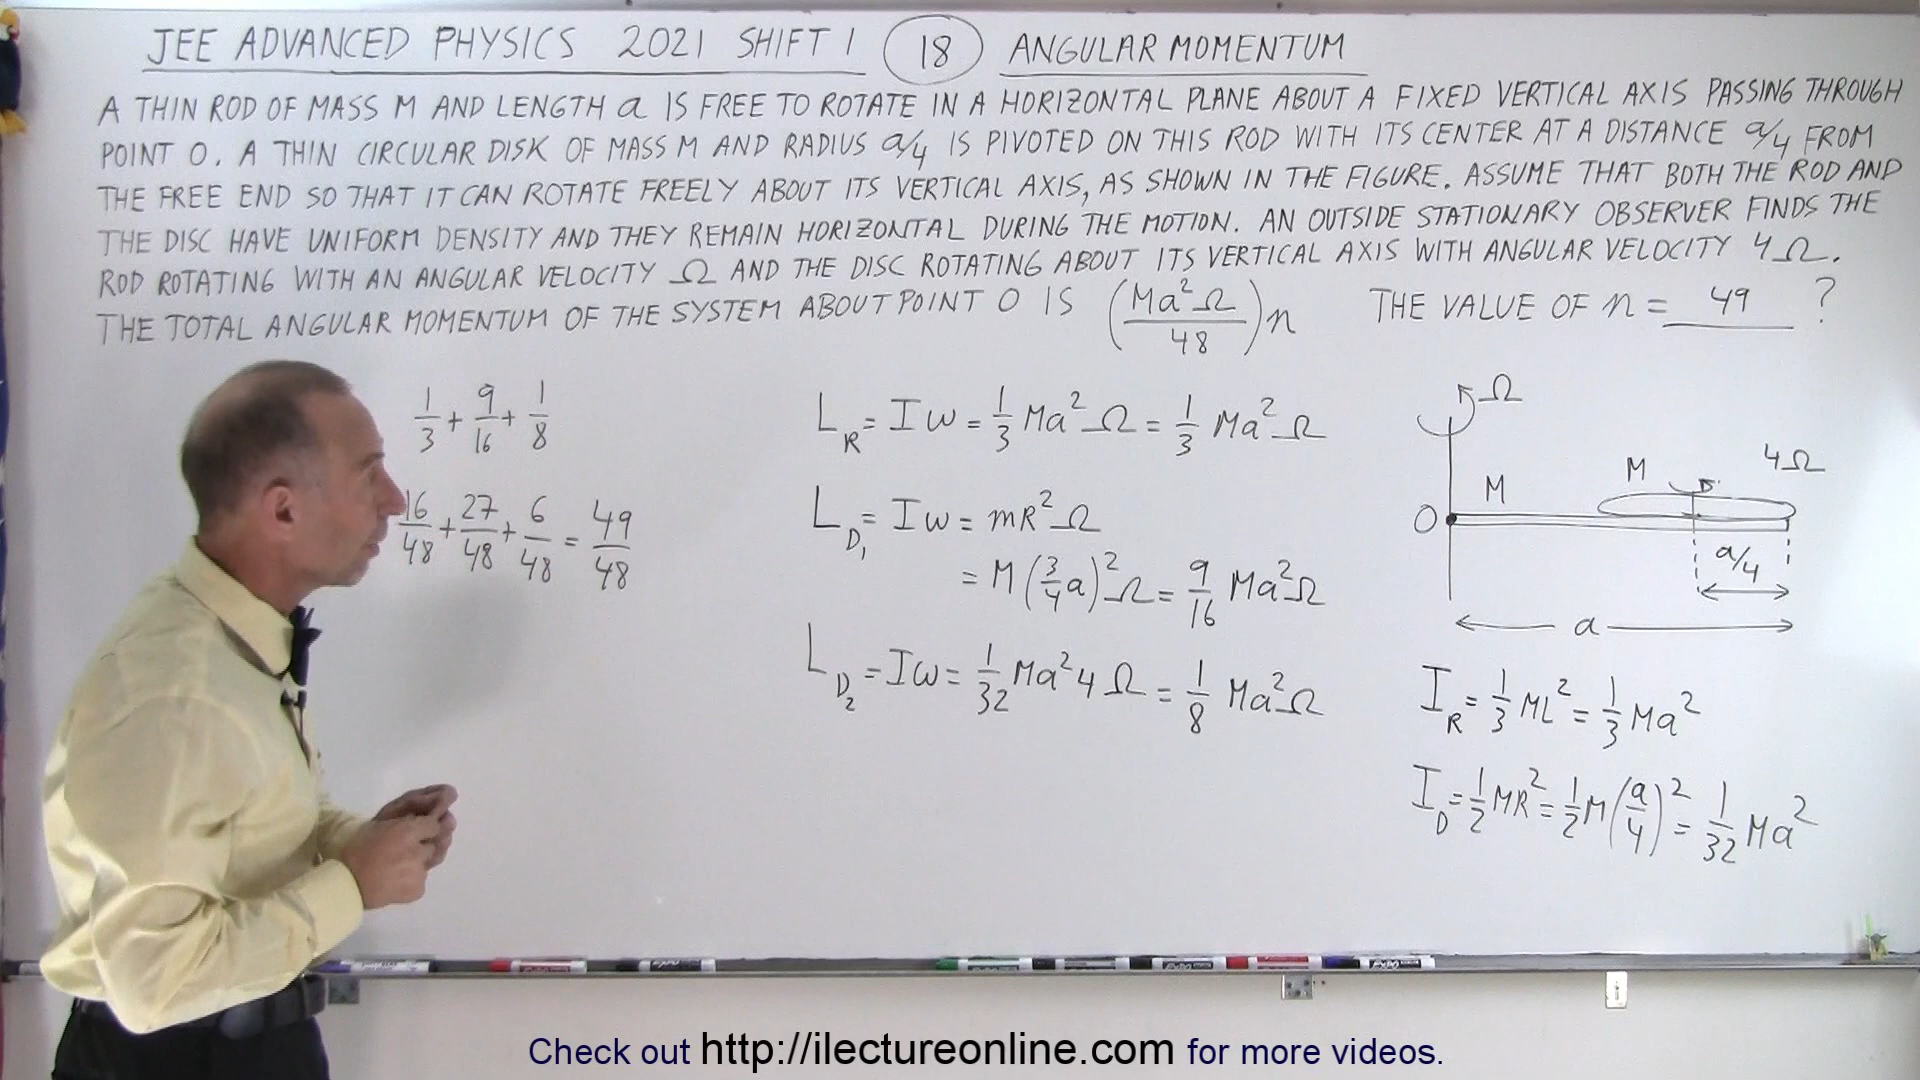 JEE ADVANCED PHYSICS 2021 SHIFT 1 18 ANGULAR MOMENTUM
A THIN ROD OF MASS M AND LENGTH a IS FREE TO ROTATE IN A HORIZONTAL PLANE ABOUT A FIXED VERTICAL AXIS PASSING THROUGH
POINT O. A THIN CIRCULAR DISK OF MASS M AND RADIUS a/4 IS PIVOTED ON THIS ROD WITH ITS CENTER AT A DISTANCE a/4 FROM
THE FREE END SO THAT IT CAN ROTATE FREELY ABOUT ITS VERTICAL AXIS, AS SHOWN IN THE FIGURE. ASSUME THAT BOTH THE ROD AND
THE DISC HAVE UNIFORM DENSITY AND THEY REMAIN HORIZONTAL DURING THE MOTION. AN OUTSIDE STATIONARY OBSERVER FINDS THE
ROD ROTATING WITH AN ANGULAR VELOCITY Ω AND THE DISC ROTATING ABOUT ITS VERTICAL AXIS WITH ANGULAR VELOCITY 4Ω.
THE TOTAL ANGULAR MOMENTUM OF THE SYSTEM ABOUT POINT O IS (Ma²Ω/48)n THE VALUE OF n = 49 ?
1/3 + 9/16 + 1/8
16/48 + 27/48 + 6/48 = 49/48
L_R = Iω = 1/3 Ma²Ω = 1/3 Ma²Ω
L_D₁ = Iω = mR²Ω
= M(3/4 a)²Ω = 9/16 Ma²Ω
L_D₂ = Iω = 1/32 Ma² 4Ω = 1/8 Ma²Ω
Ω
M
M
4Ω
O
a/4
a
I_R = 1/3 ML² = 1/3 Ma²
I_D = 1/2 MR² = 1/2 M(a/4)² = 1/32 Ma²
Check out http://ilectureonline.com for more videos.